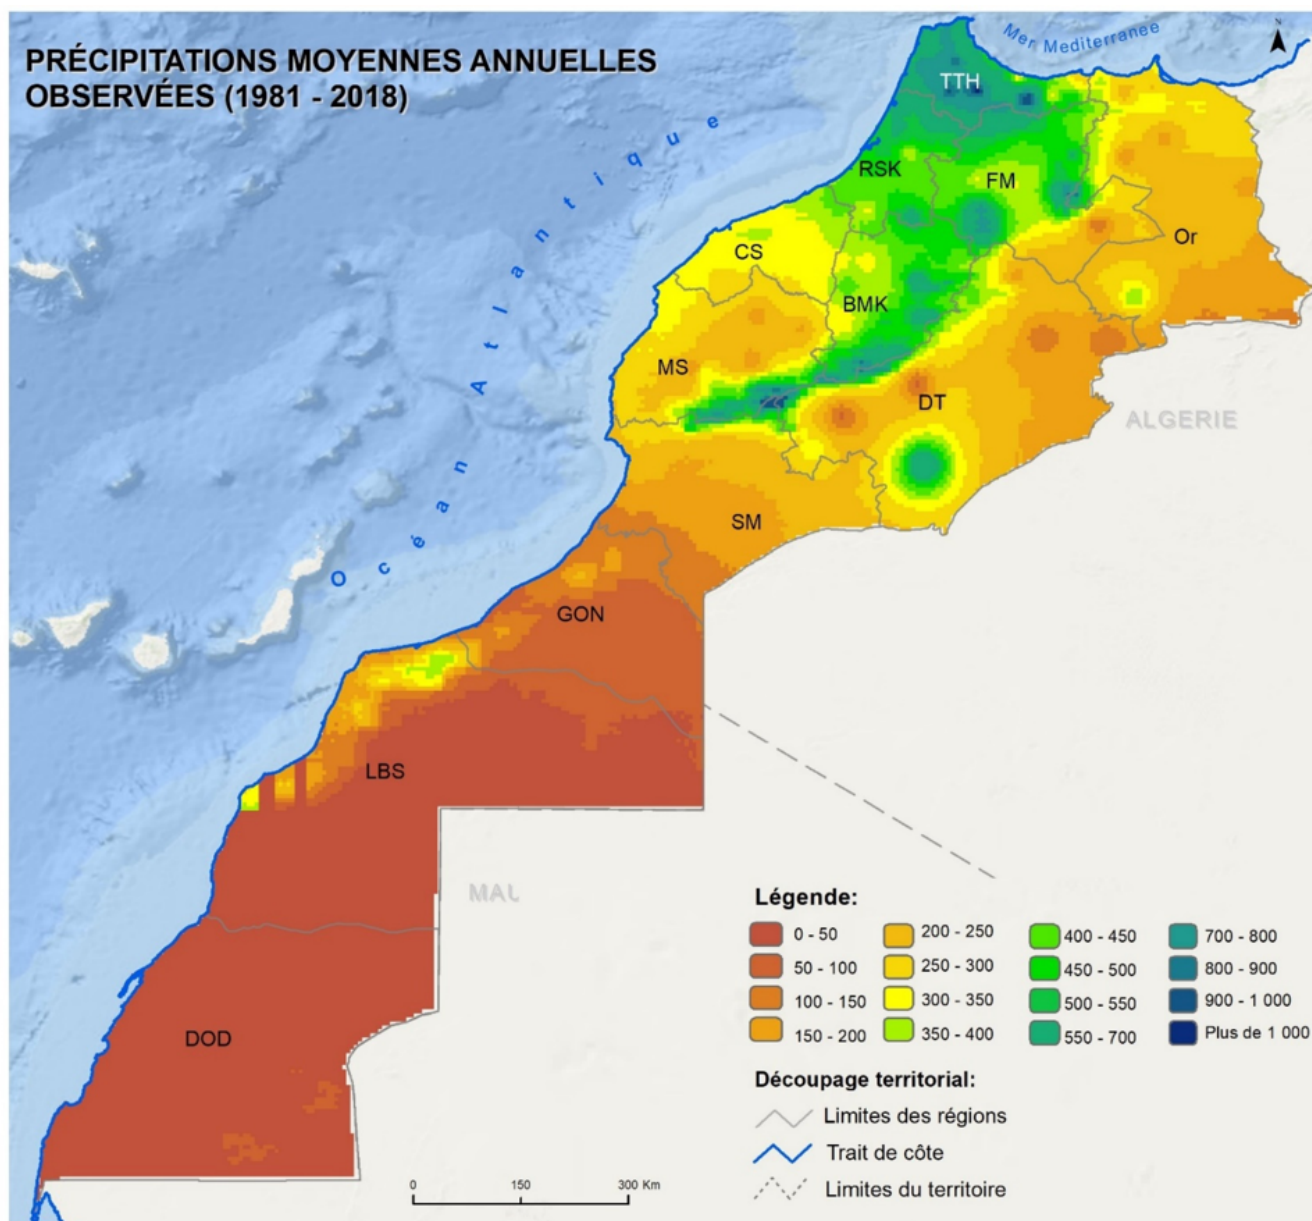 PRÉCIPITATIONS MOYENNES ANNUELLES
OBSERVÉES (1981 - 2018)
Mer Mediterranee
N
Océan Atlantique
TTH
RSK
FM
CS
Or
BMK
MS
DT
ALGERIE
SM
GON
LBS
MAU
DOD
Légende:
0 - 50
200 - 250
400 - 450
700 - 800
50 - 100
250 - 300
450 - 500
800 - 900
100 - 150
300 - 350
500 - 550
900 - 1 000
150 - 200
350 - 400
550 - 700
Plus de 1 000
Découpage territorial:
Limites des régions
Trait de côte
Limites du territoire
0 150 300 Km